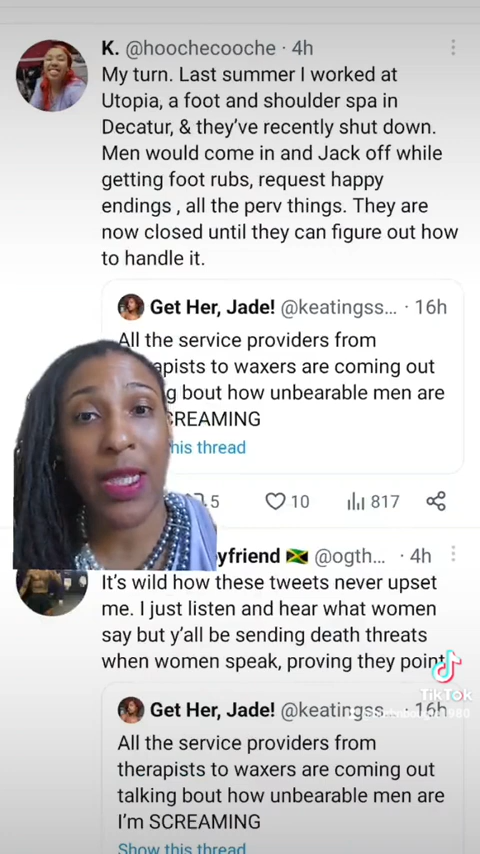 K. @hoochecooche · 4h
My turn. Last summer I worked at
Utopia, a foot and shoulder spa in
Decatur, & they've recently shut down.
Men would come in and Jack off while
getting foot rubs, request happy
endings , all the perv things. They are
now closed until they can figure out how
to handle it.
Get Her, Jade! @keatingss... · 16h
All the service providers from
apists to waxers are coming out
g bout how unbearable men are
SCREAMING
his thread
5 10 817
yfriend 🇯🇲 @ogth... · 4h
It's wild how these tweets never upset
me. I just listen and hear what women
say but y'all be sending death threats
when women speak, proving they point
TikTok
Get Her, Jade! @keatingss... · 16h
All the service providers from
therapists to waxers are coming out
talking bout how unbearable men are
I'm SCREAMING
Show this thread